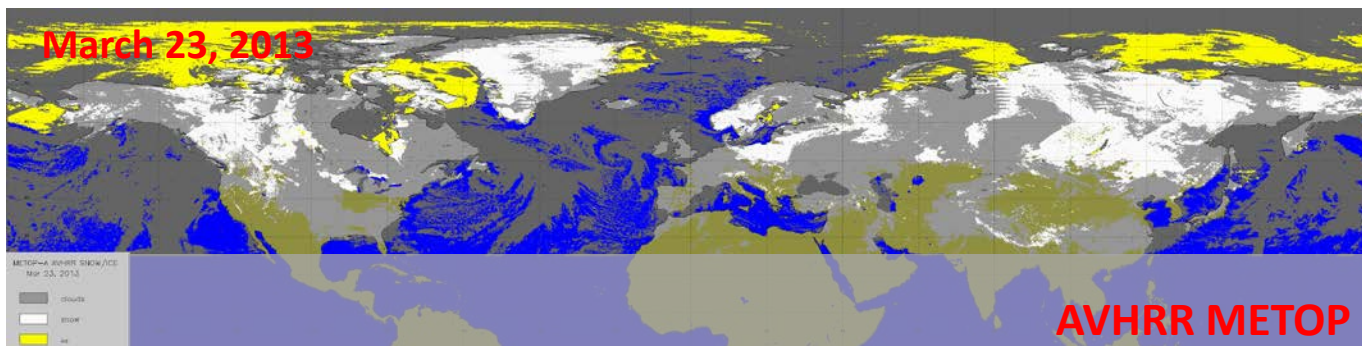 March 23, 2013
METOP-A AVHRR SNOW/ICE
Mar 23, 2013
clouds
snow
ice
AVHRR METOP